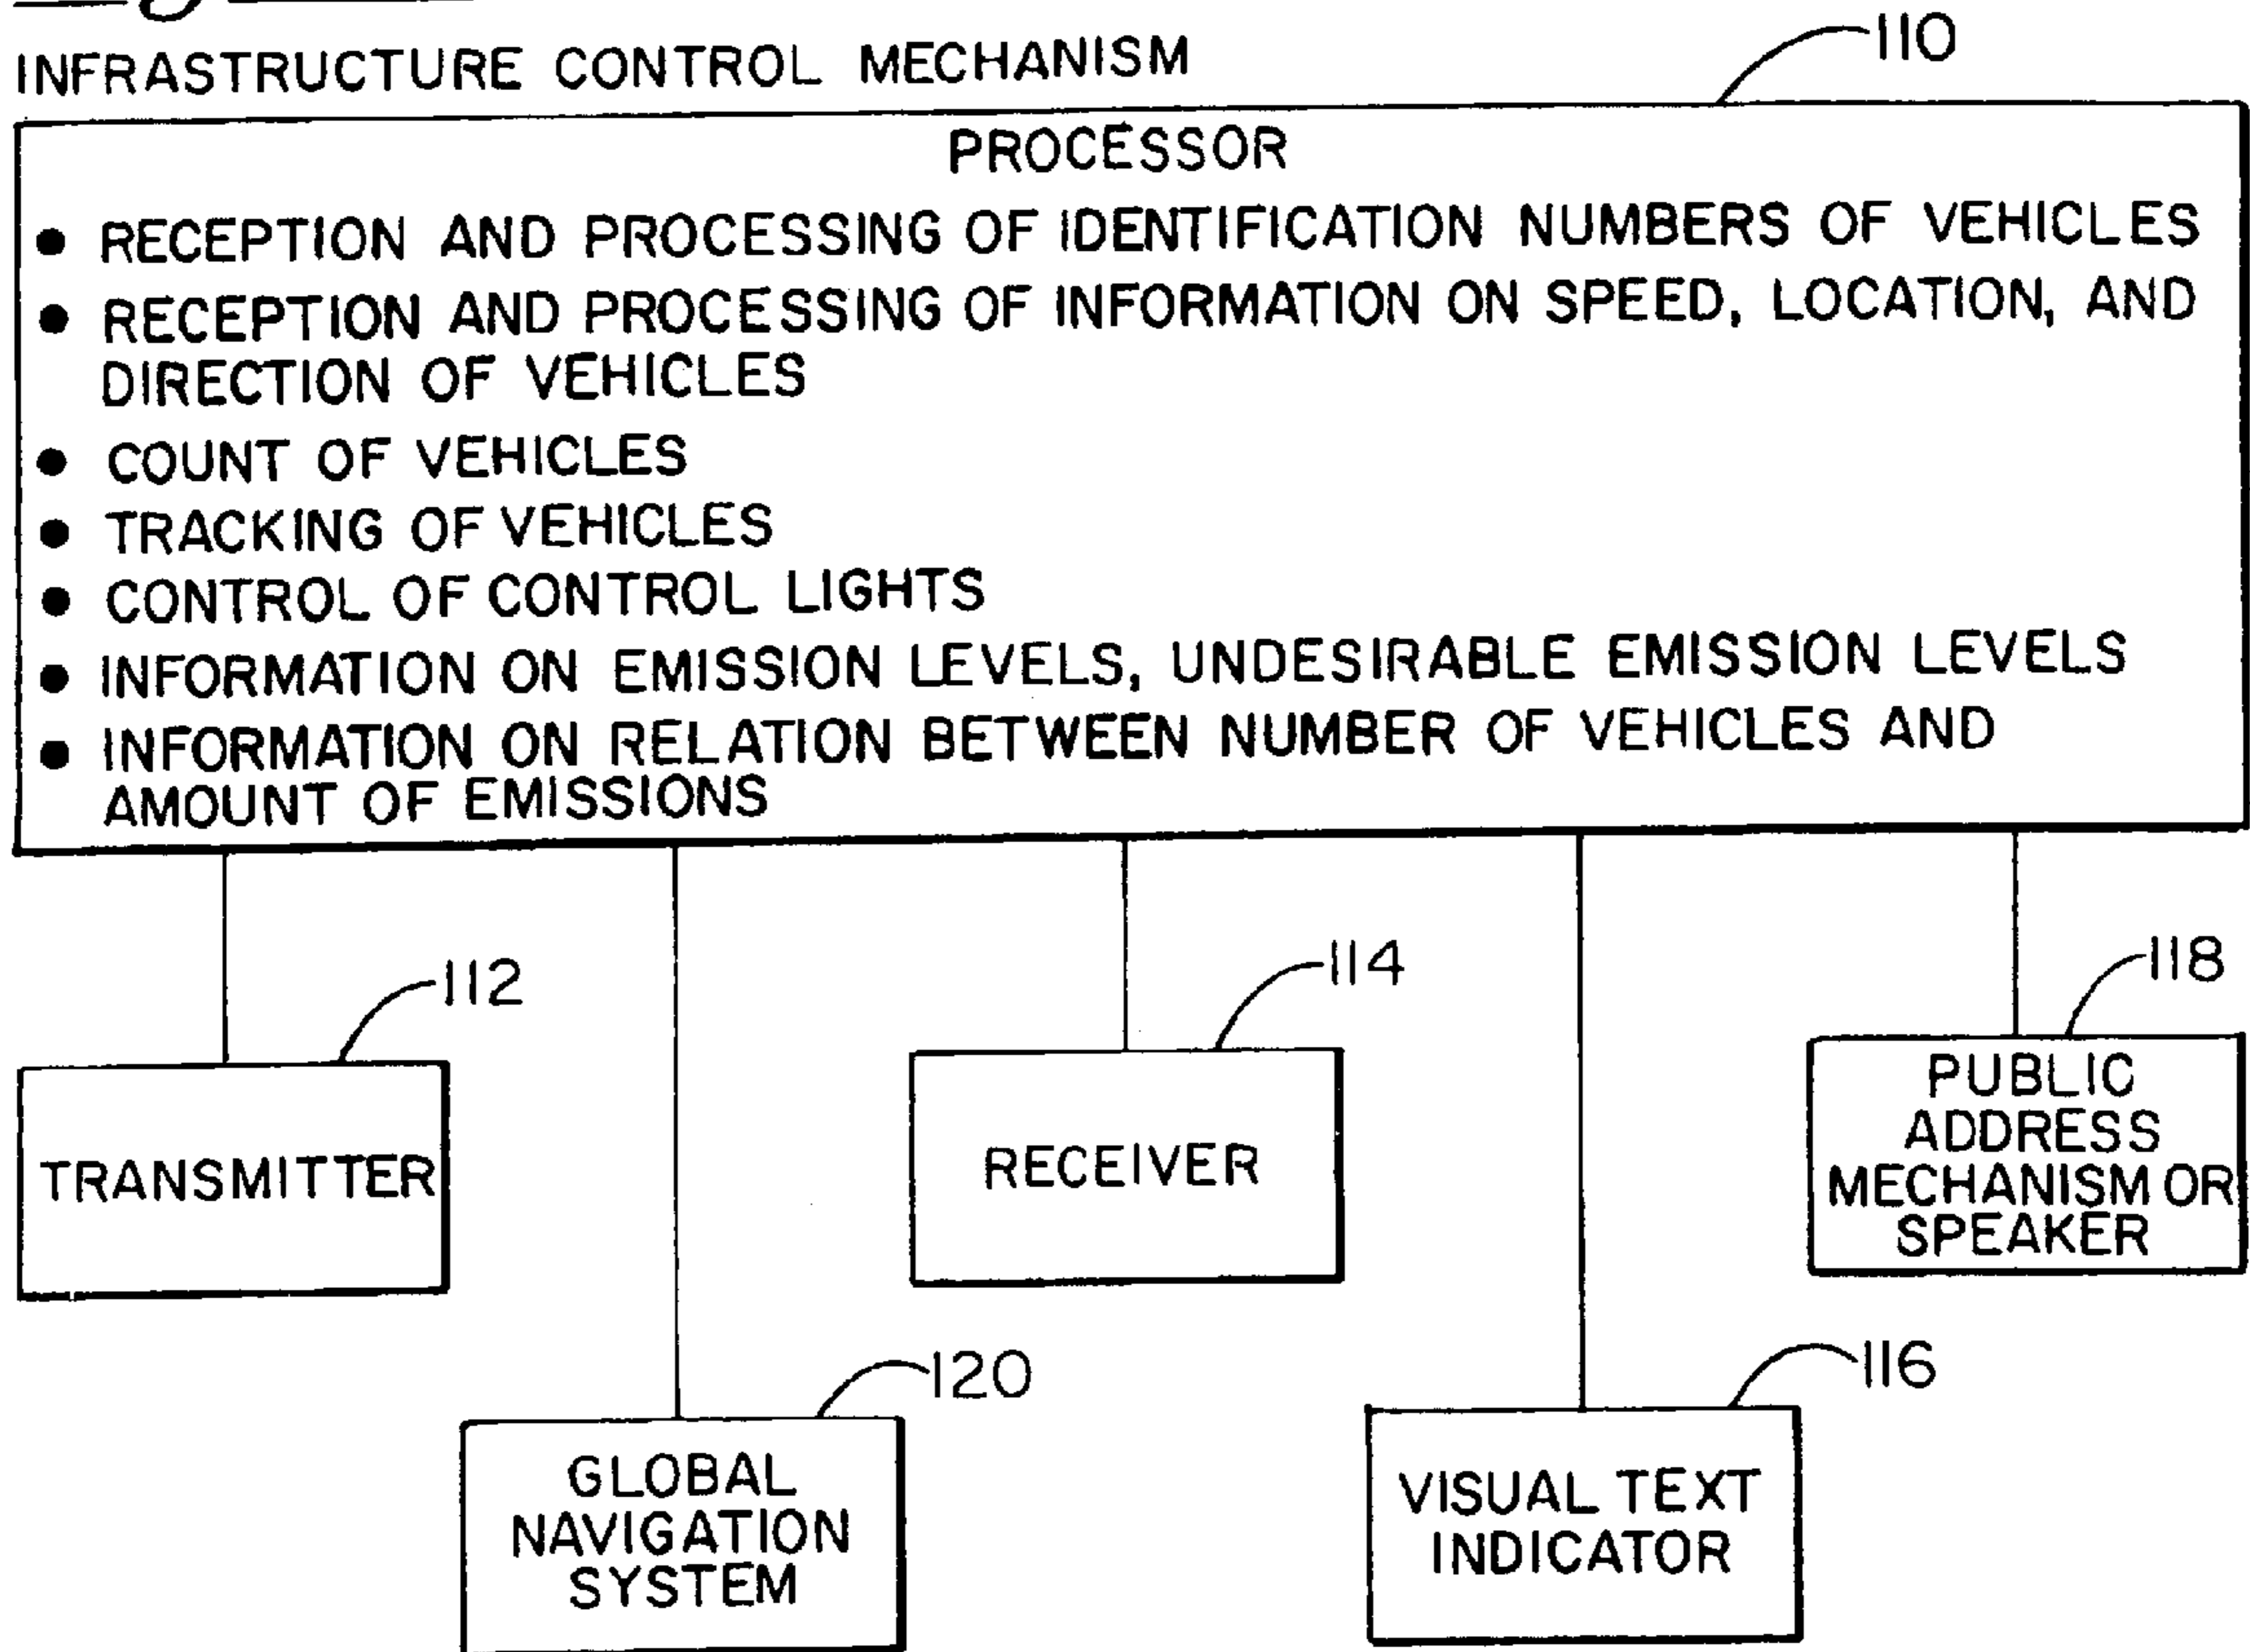 INFRASTRUCTURE CONTROL MECHANISM
110
PROCESSOR
● RECEPTION AND PROCESSING OF IDENTIFICATION NUMBERS OF VEHICLES
● RECEPTION AND PROCESSING OF INFORMATION ON SPEED, LOCATION, AND
DIRECTION OF VEHICLES
● COUNT OF VEHICLES
● TRACKING OF VEHICLES
● CONTROL OF CONTROL LIGHTS
● INFORMATION ON EMISSION LEVELS, UNDESIRABLE EMISSION LEVELS
● INFORMATION ON RELATION BETWEEN NUMBER OF VEHICLES AND
AMOUNT OF EMISSIONS
112
114
118
TRANSMITTER
RECEIVER
PUBLIC
ADDRESS
MECHANISM OR
SPEAKER
120
116
GLOBAL
NAVIGATION
SYSTEM
VISUAL TEXT
INDICATOR